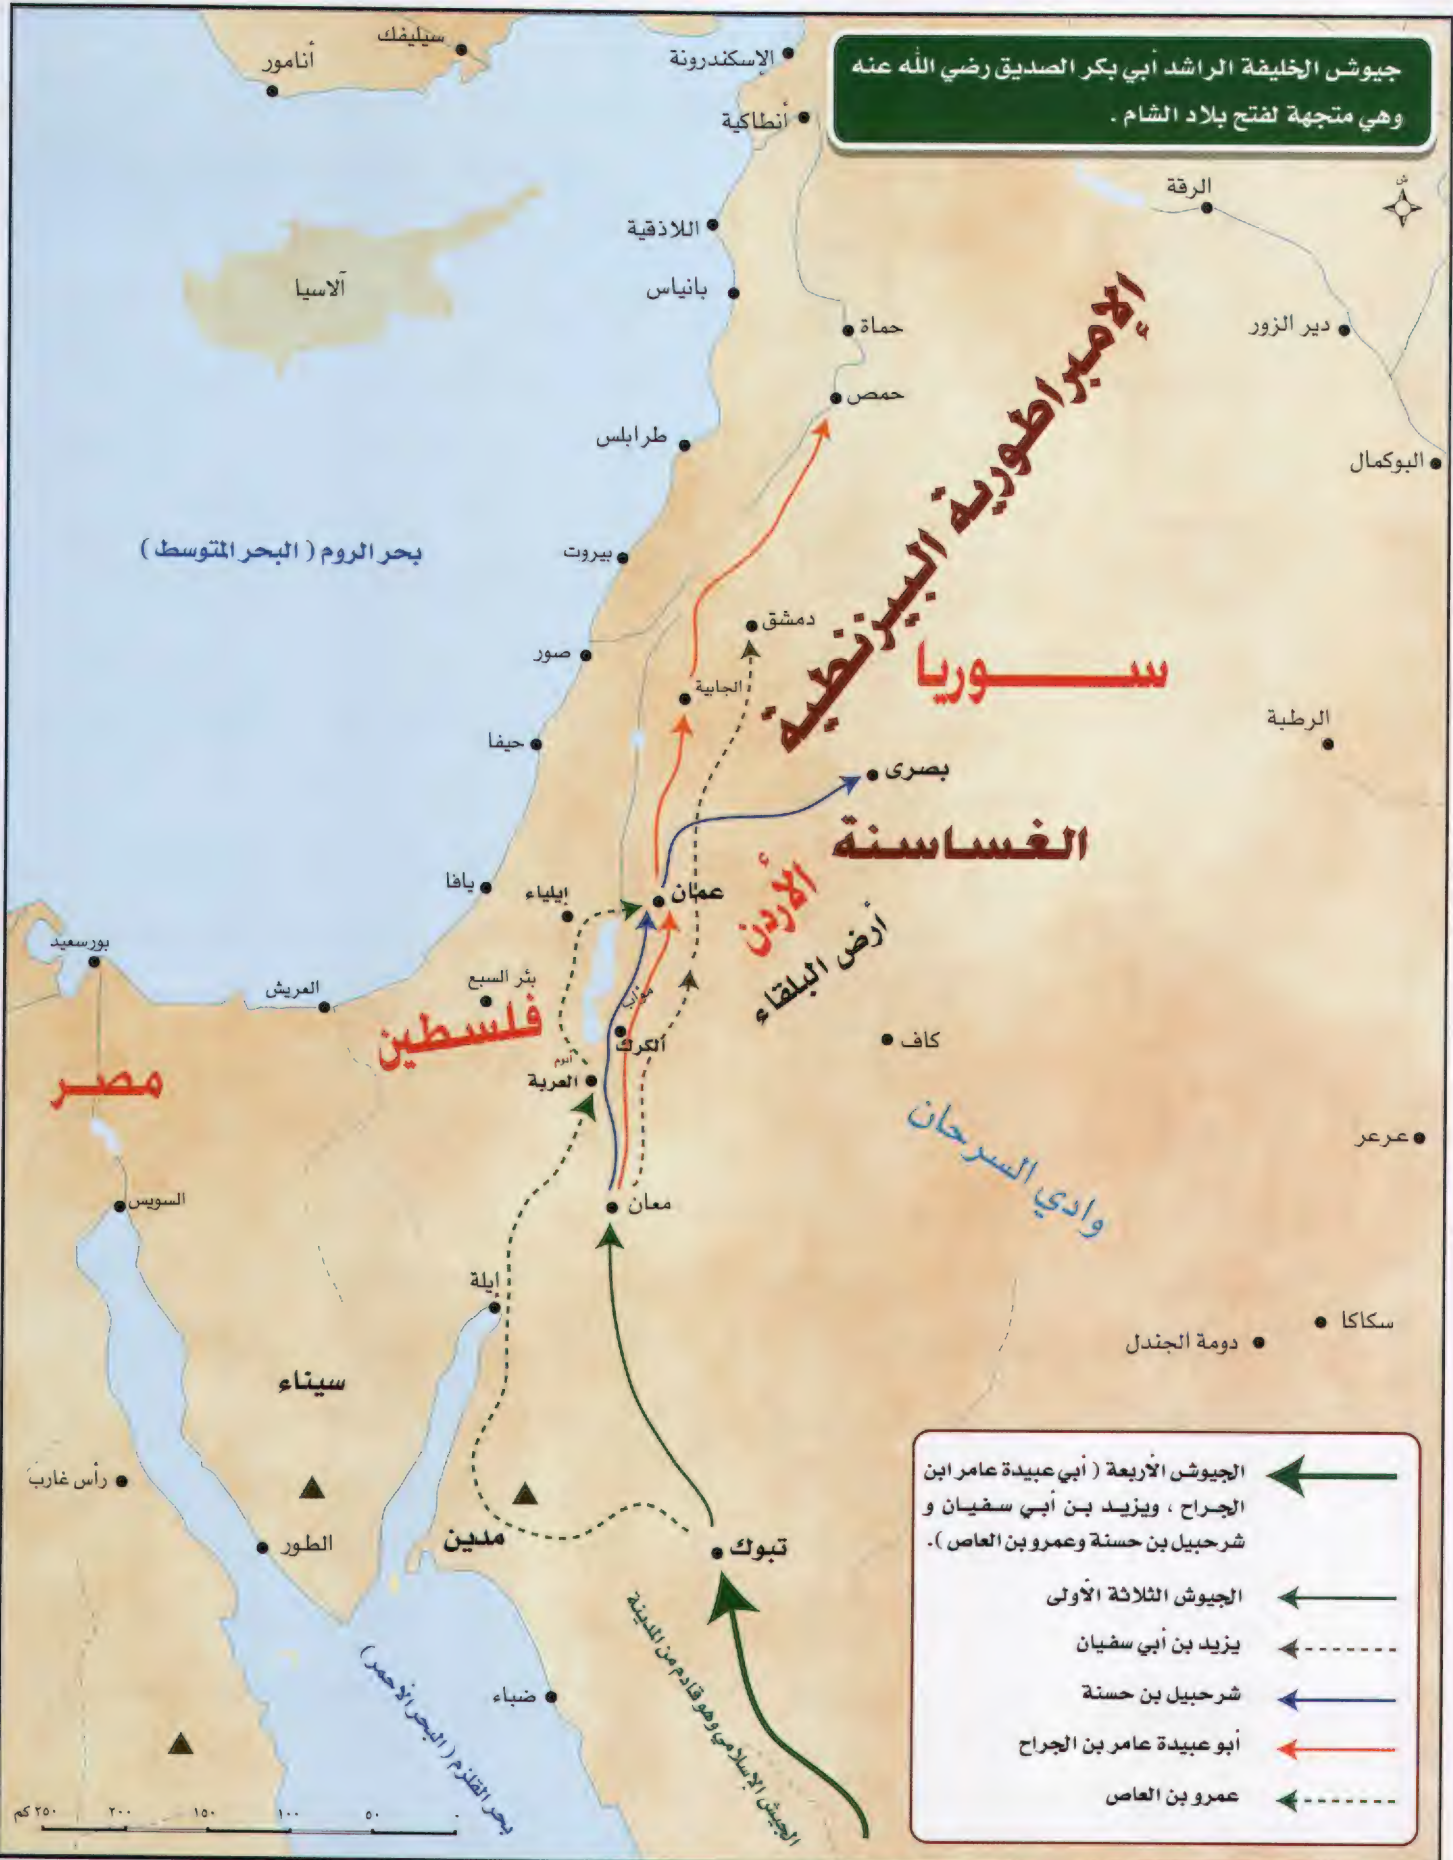 جيوش الخليفة الراشد أبي بكر الصديق رضي الله عنه
وهي متجهة لفتح بلاد الشام .
سيليفك
أنامور
الإسكندرونة
أنطاكية
الرقة
ش
اللاذقية
آلاسيا
بانياس
حماة
دير الزور
حمص
طرابلس
البوكمال
الإمبراطورية البيزنطية
بحر الروم ( البحر المتوسط )
بيروت
دمشق
صور
سـوريا
الجابية
الرطبة
حيفا
بصرى
الغساسنة
يافا
إيلياء
عمان
الأردن
أرض البلقاء
بورسعيد
العريش
بئر السبع
مؤاب
فلسطين
الكرك
كاف
أدوم
العربة
مصر
وادي السرحان
عرعر
السويس
معان
ايلة
سكاكا
دومة الجندل
سيناء
رأس غارب
الطور
مدين
تبوك
الجيش الإسلامي وهو قادم من المدينة
ضباء
بحر القلزم ( البحر الأحمر )
الجيوش الأربعة ( أبي عبيدة عامر ابن
الجراح ، ويزيد بن أبي سفيان و
شرحبيل بن حسنة وعمرو بن العاص ).
الجيوش الثلاثة الأولى
يزيد بن أبي سفيان
شرحبيل بن حسنة
أبو عبيدة عامر بن الجراح
عمرو بن العاص
٠ ٥٠ ١٠٠ ١٥٠ ٢٠٠ ٢٥٠ كم